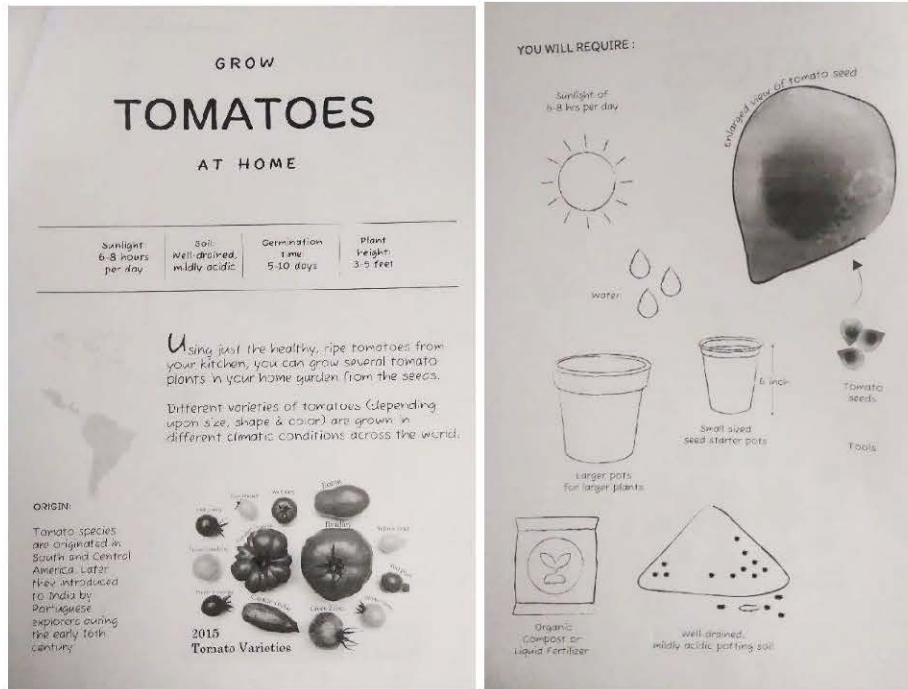 GROW
TOMATOES
AT HOME
Sunlight
6-8 hours
per day
Soil:
Well-drained,
mildly acidic
Germination
time
5-10 days
Plant
height:
3-5 feet
Using just the healthy, ripe tomatoes from
your kitchen, you can grow several tomato
plants in your home garden from the seeds.
Different varieties of tomatoes (depending
upon size, shape & color) are grown in
different climatic conditions across the world.
ORIGIN:
Tomato species
are originated in
South and Central
America. Later
they introduced
to India by
Portuguese
explorers during
the early 16th
century
2015
Tomato Varieties
YOU WILL REQUIRE :
Sunlight of
6-8 hrs per day
enlarged view of tomato seed
Water
6 inch
Tomato
seeds
Small sized
seed starter pots
Tools
Larger pots
for larger plants
Organic
Compost or
Liquid Fertilizer
Well-drained,
mildly acidic potting soil